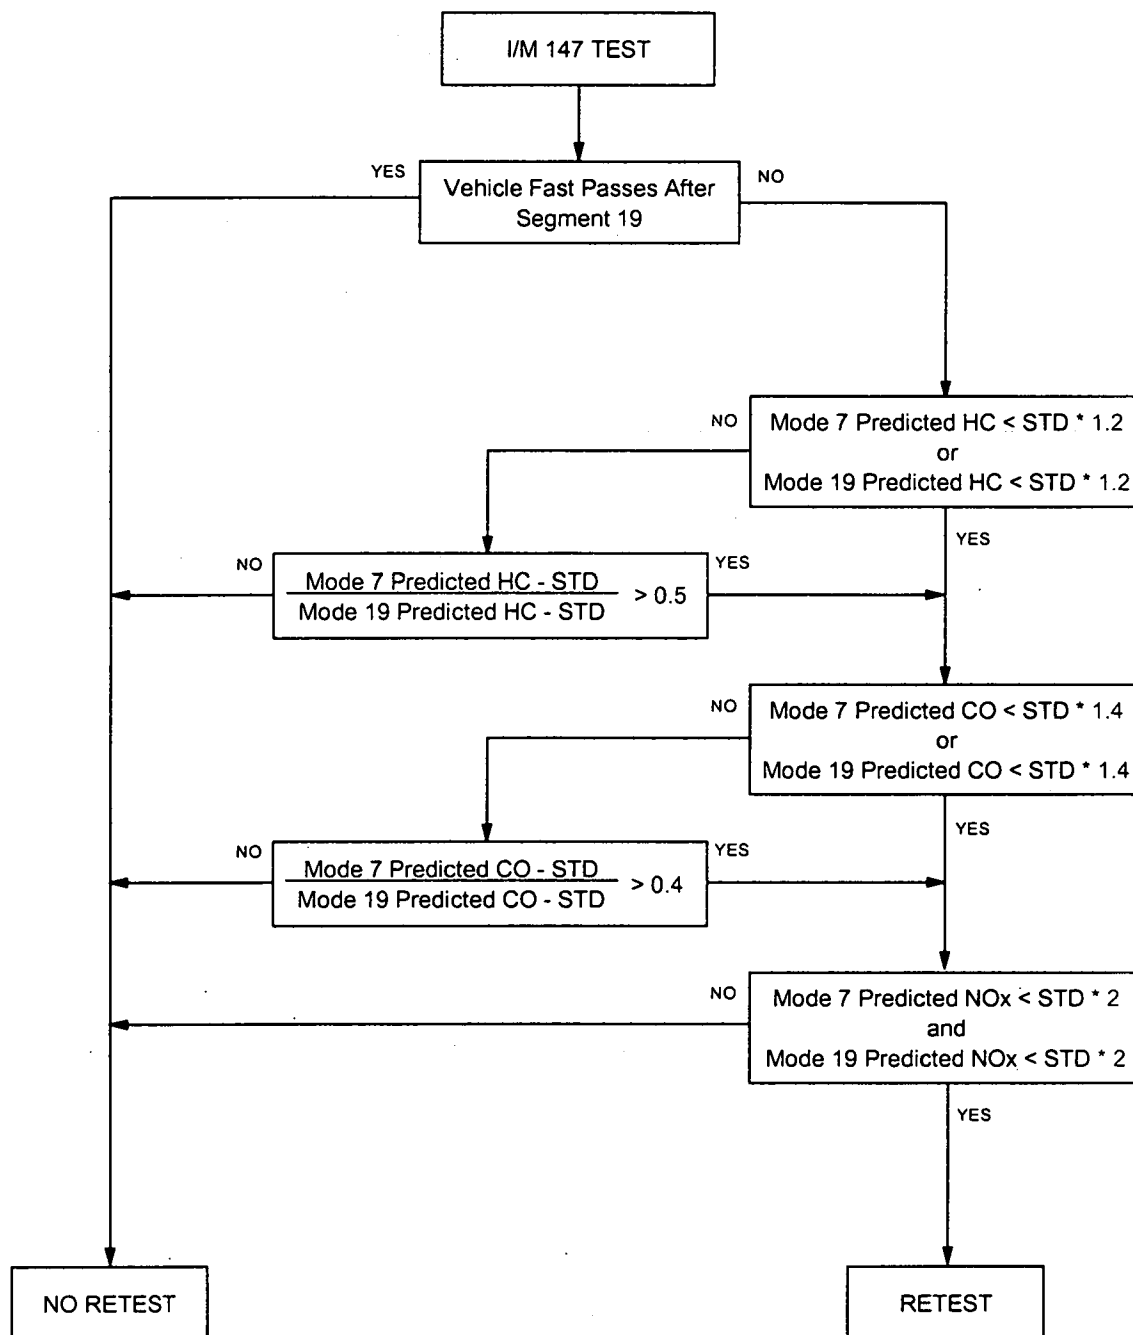 I/M 147 TEST
YES
Vehicle Fast Passes After
Segment 19
NO
NO
Mode 7 Predicted HC < STD * 1.2
or
Mode 19 Predicted HC < STD * 1.2
YES
NO
Mode 7 Predicted HC - STD
Mode 19 Predicted HC - STD
> 0.5
YES
NO
Mode 7 Predicted CO < STD * 1.4
or
Mode 19 Predicted CO < STD * 1.4
YES
NO
Mode 7 Predicted CO - STD
Mode 19 Predicted CO - STD
> 0.4
YES
NO
Mode 7 Predicted NOx < STD * 2
and
Mode 19 Predicted NOx < STD * 2
YES
NO RETEST
RETEST